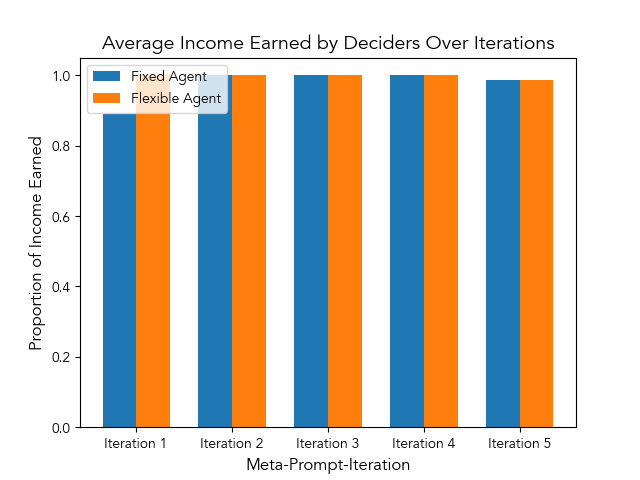 Average Income Earned by Deciders Over Iterations
Fixed Agent
Flexible Agent
Proportion of Income Earned
1.0
0.8
0.6
0.4
0.2
0.0
Iteration 1
Iteration 2
Iteration 3
Iteration 4
Iteration 5
Meta-Prompt-Iteration